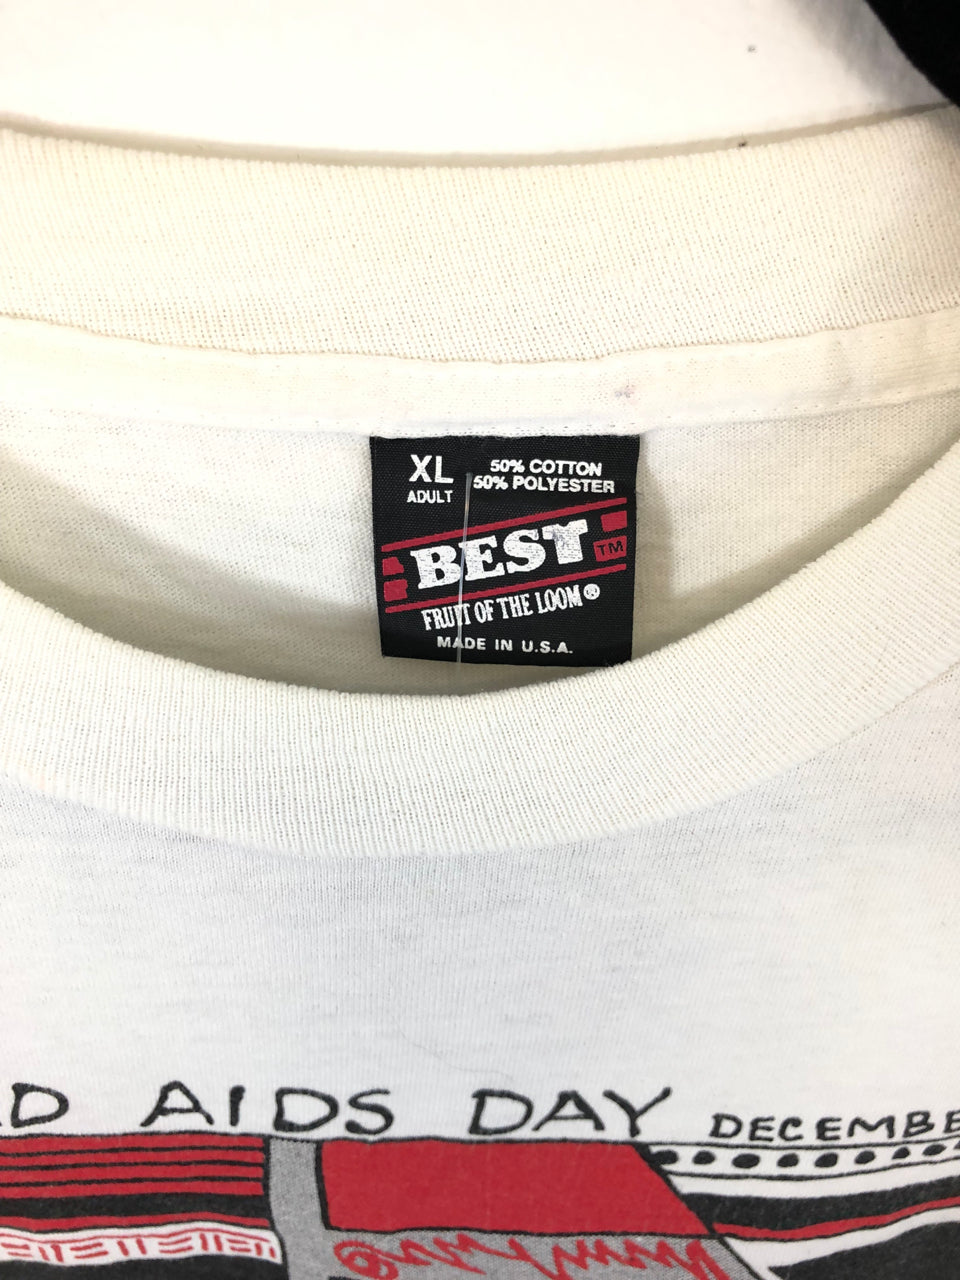 XL
ADULT
50% COTTON
50% POLYESTER
BEST TM
FRUIT OF THE LOOM®
MADE IN U.S.A.
D AIDS DAY DECEMBE